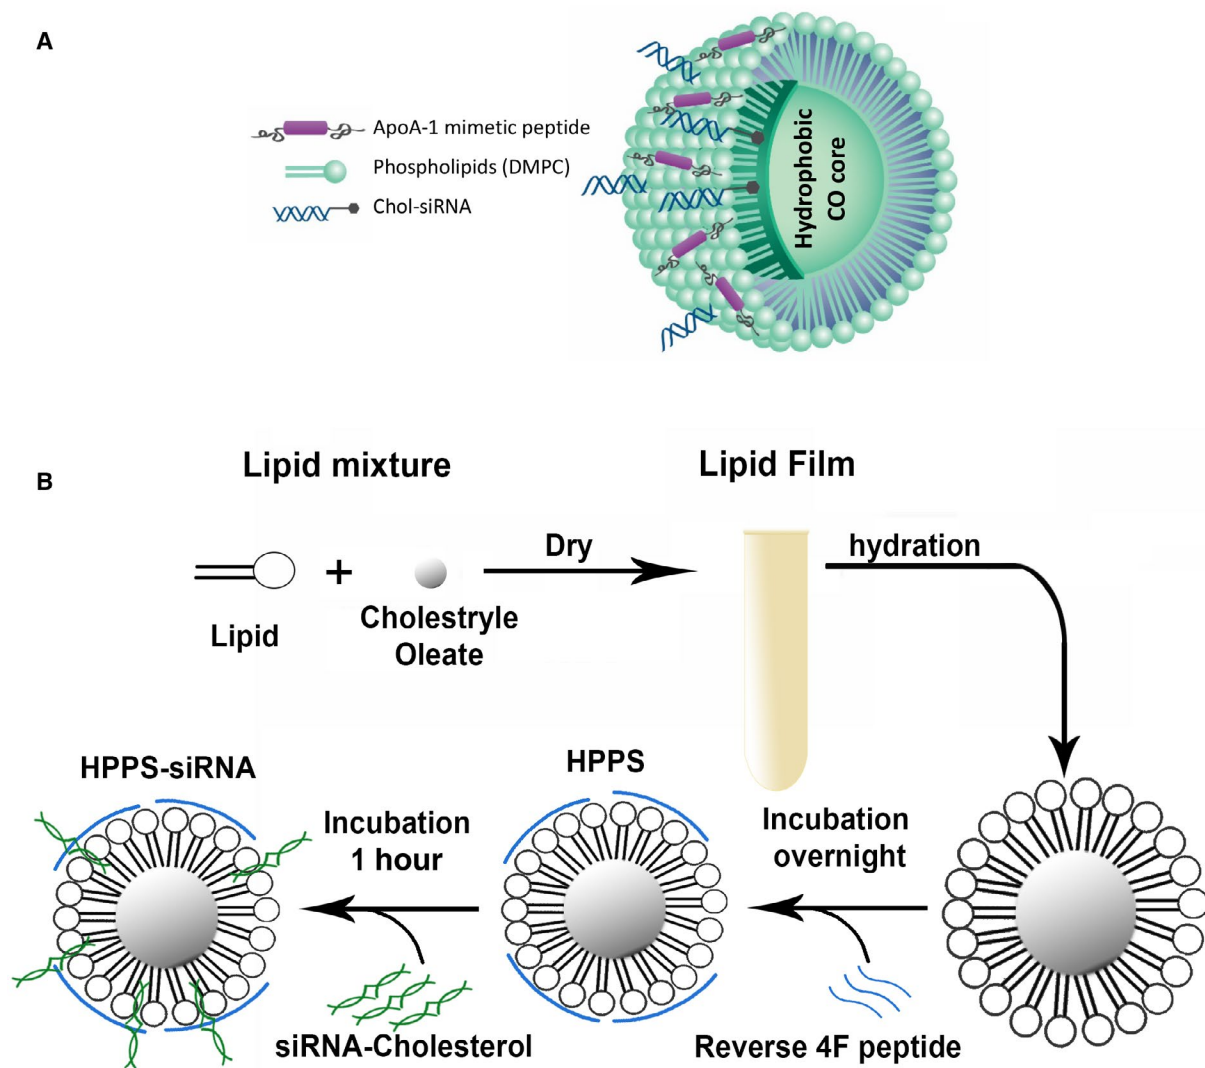 A
ApoA-1 mimetic peptide
Phospholipids (DMPC)
Chol-siRNA
Hydrophobic
CO core
B
Lipid mixture
Lipid Film
Lipid
+
Cholestryle
Oleate
Dry
hydration
HPPS-siRNA
Incubation
1 hour
HPPS
Incubation
overnight
siRNA-Cholesterol
Reverse 4F peptide